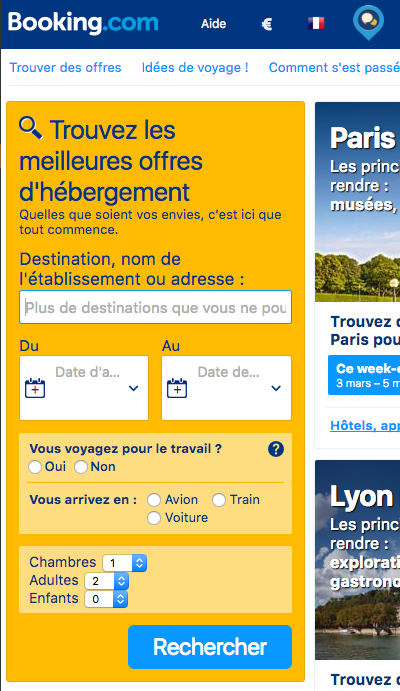 Booking.com
Aide
€
Trouver des offres
Idées de voyage !
Comment s'est passé
Trouvez les
meilleures offres
d'hébergement
Quelles que soient vos envies, c'est ici que
tout commence.
Destination, nom de
l'établissement ou adresse :
Plus de destinations que vous ne pou
Du
Au
Date d'a...
Date de...
Vous voyagez pour le travail ?
?
Oui
Non
Vous arrivez en :
Avion
Train
Voiture
Chambres 1
Adultes 2
Enfants 0
Rechercher
Paris
Les princ
rendre :
musées,
Trouvez d
Paris pou
Ce week-e
3 mars – 5 m
Hôtels, app
Lyon
Les princ
rendre :
explorati
gastrono
Trouvez d